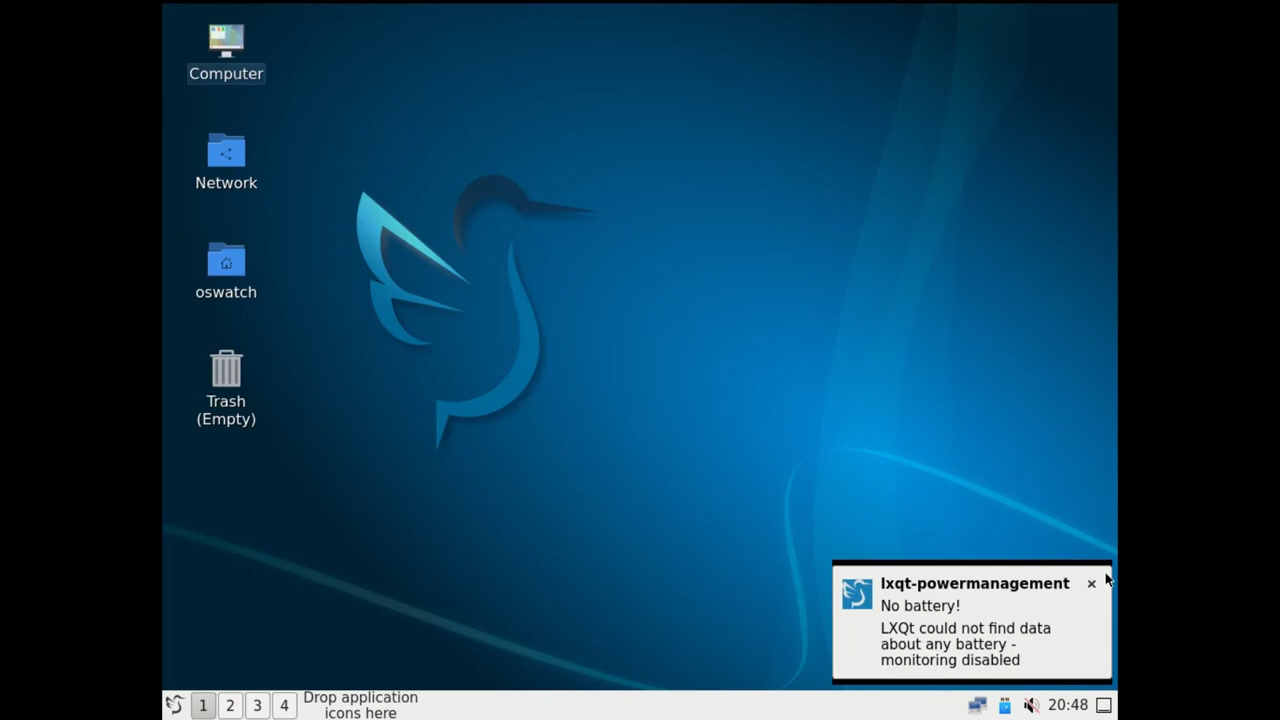 Computer
Network
oswatch
Trash
(Empty)
lxqt-powermanagement
No battery!
LXQt could not find data
about any battery -
monitoring disabled
1 2 3 4
Drop application
icons here
20:48